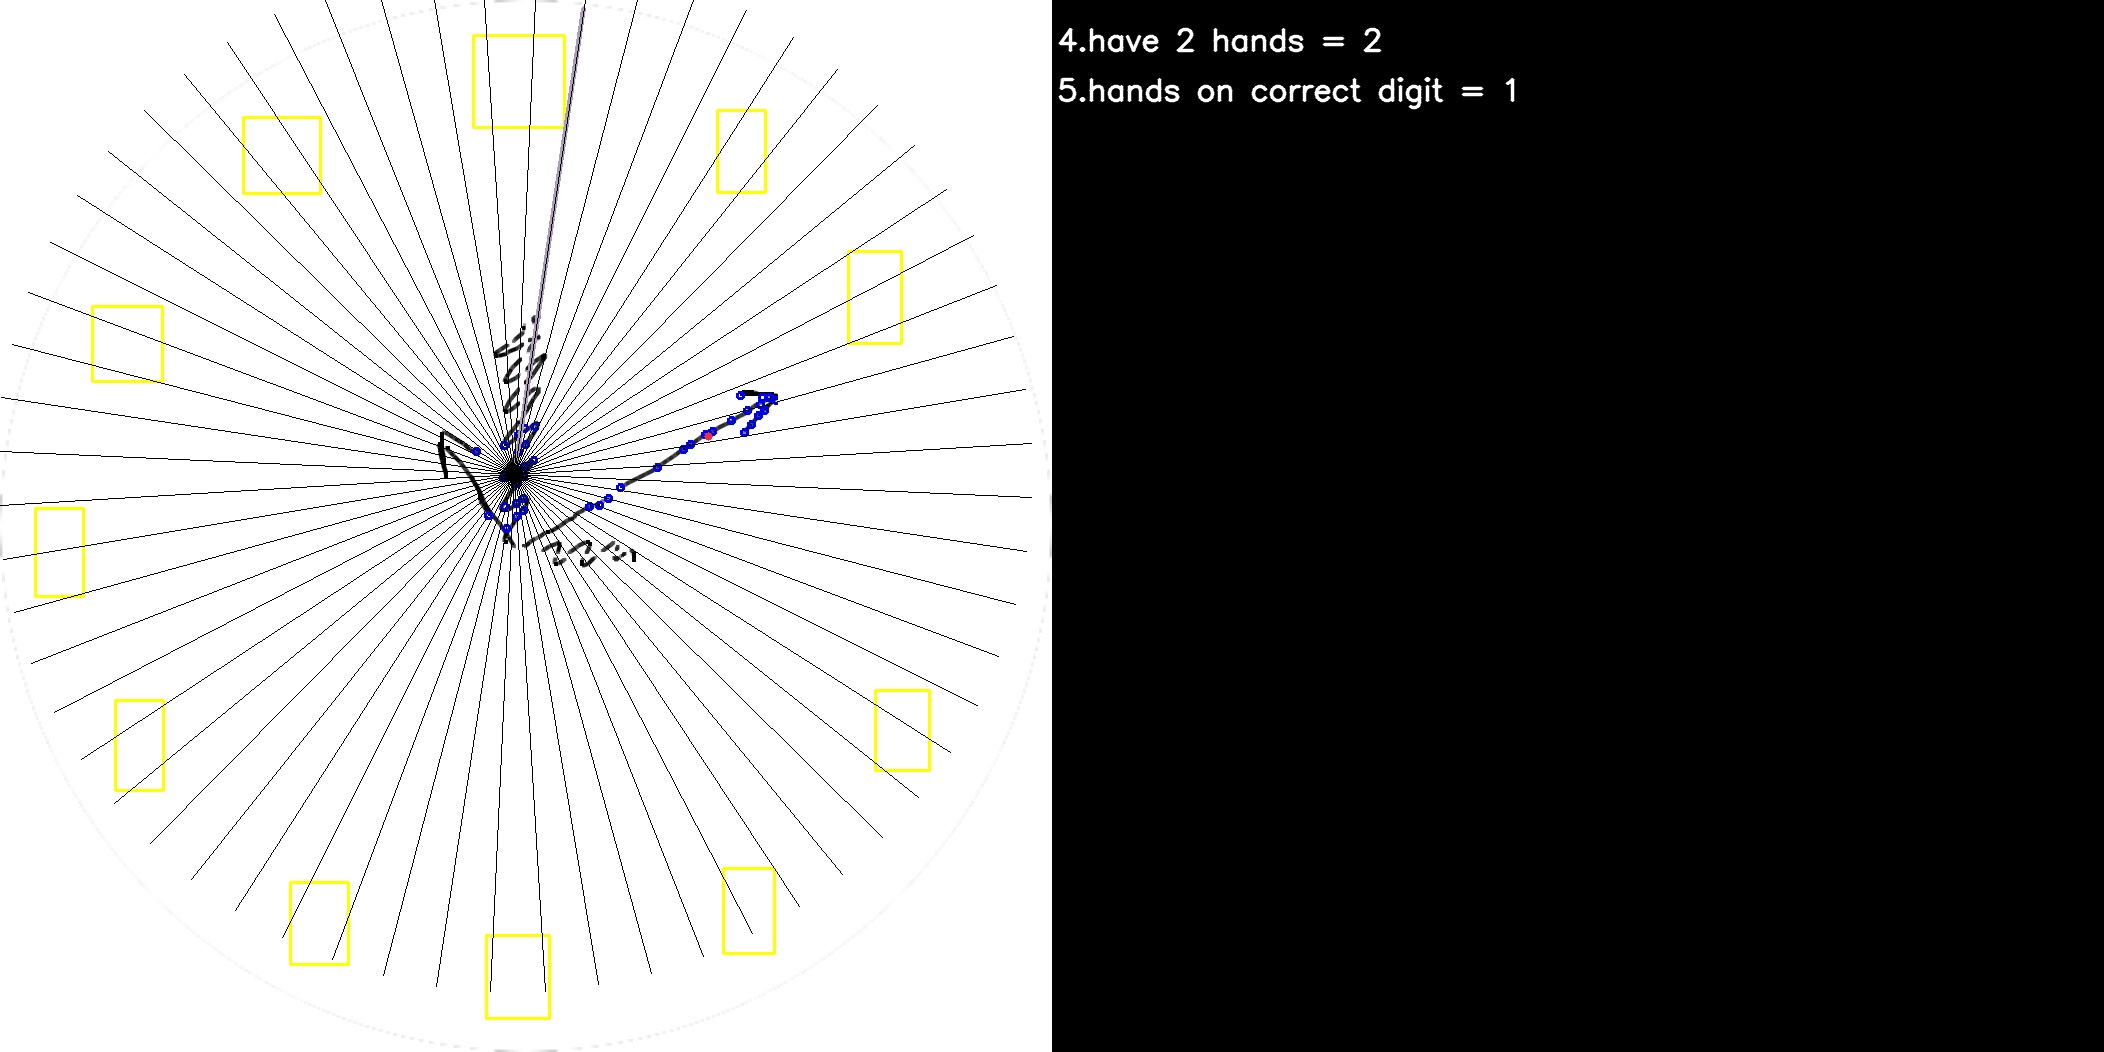 4.have 2 hands = 2
5.hands on correct digit = 1